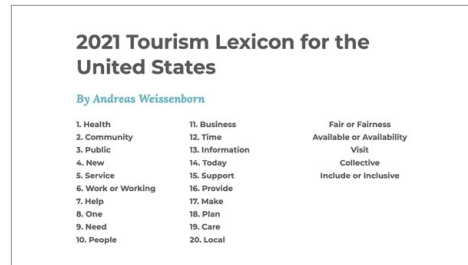 2021 Tourism Lexicon for the
United States
By Andreas Weissenborn
1. Health
2. Community
3. Public
4. New
5. Service
6. Work or Working
7. Help
8. One
9. Need
10. People
11. Business
12. Time
13. Information
14. Today
15. Support
16. Provide
17. Make
18. Plan
19. Care
20. Local
Fair or Fairness
Available or Availability
Visit
Collective
Include or Inclusive